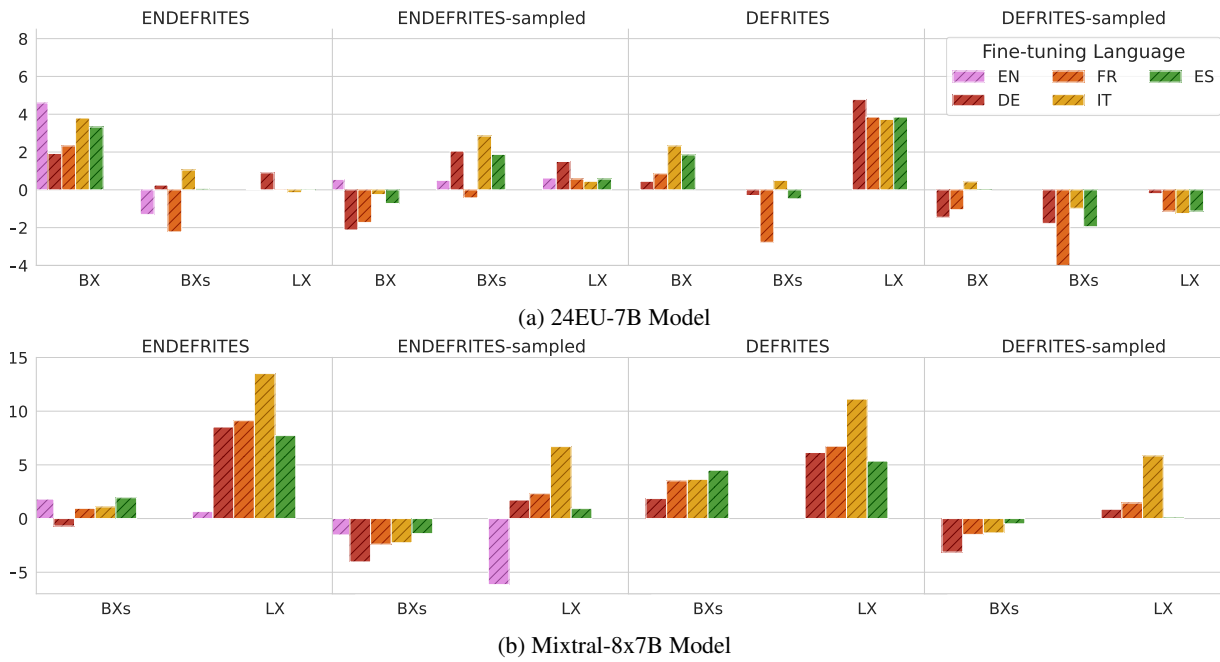 ENDEFRITES ENDEFRITES-sampled DEFRITES DEFRITES-sampled
8
6
4
2
0
−2
−4
Fine-tuning Language
EN FR ES
DE IT
BX BXs LX BX BXs LX BX BXs LX BX BXs LX
(a) 24EU-7B Model
ENDEFRITES ENDEFRITES-sampled DEFRITES DEFRITES-sampled
15
10
5
0
−5
BXs LX BXs LX BXs LX BXs LX
(b) Mixtral-8x7B Model